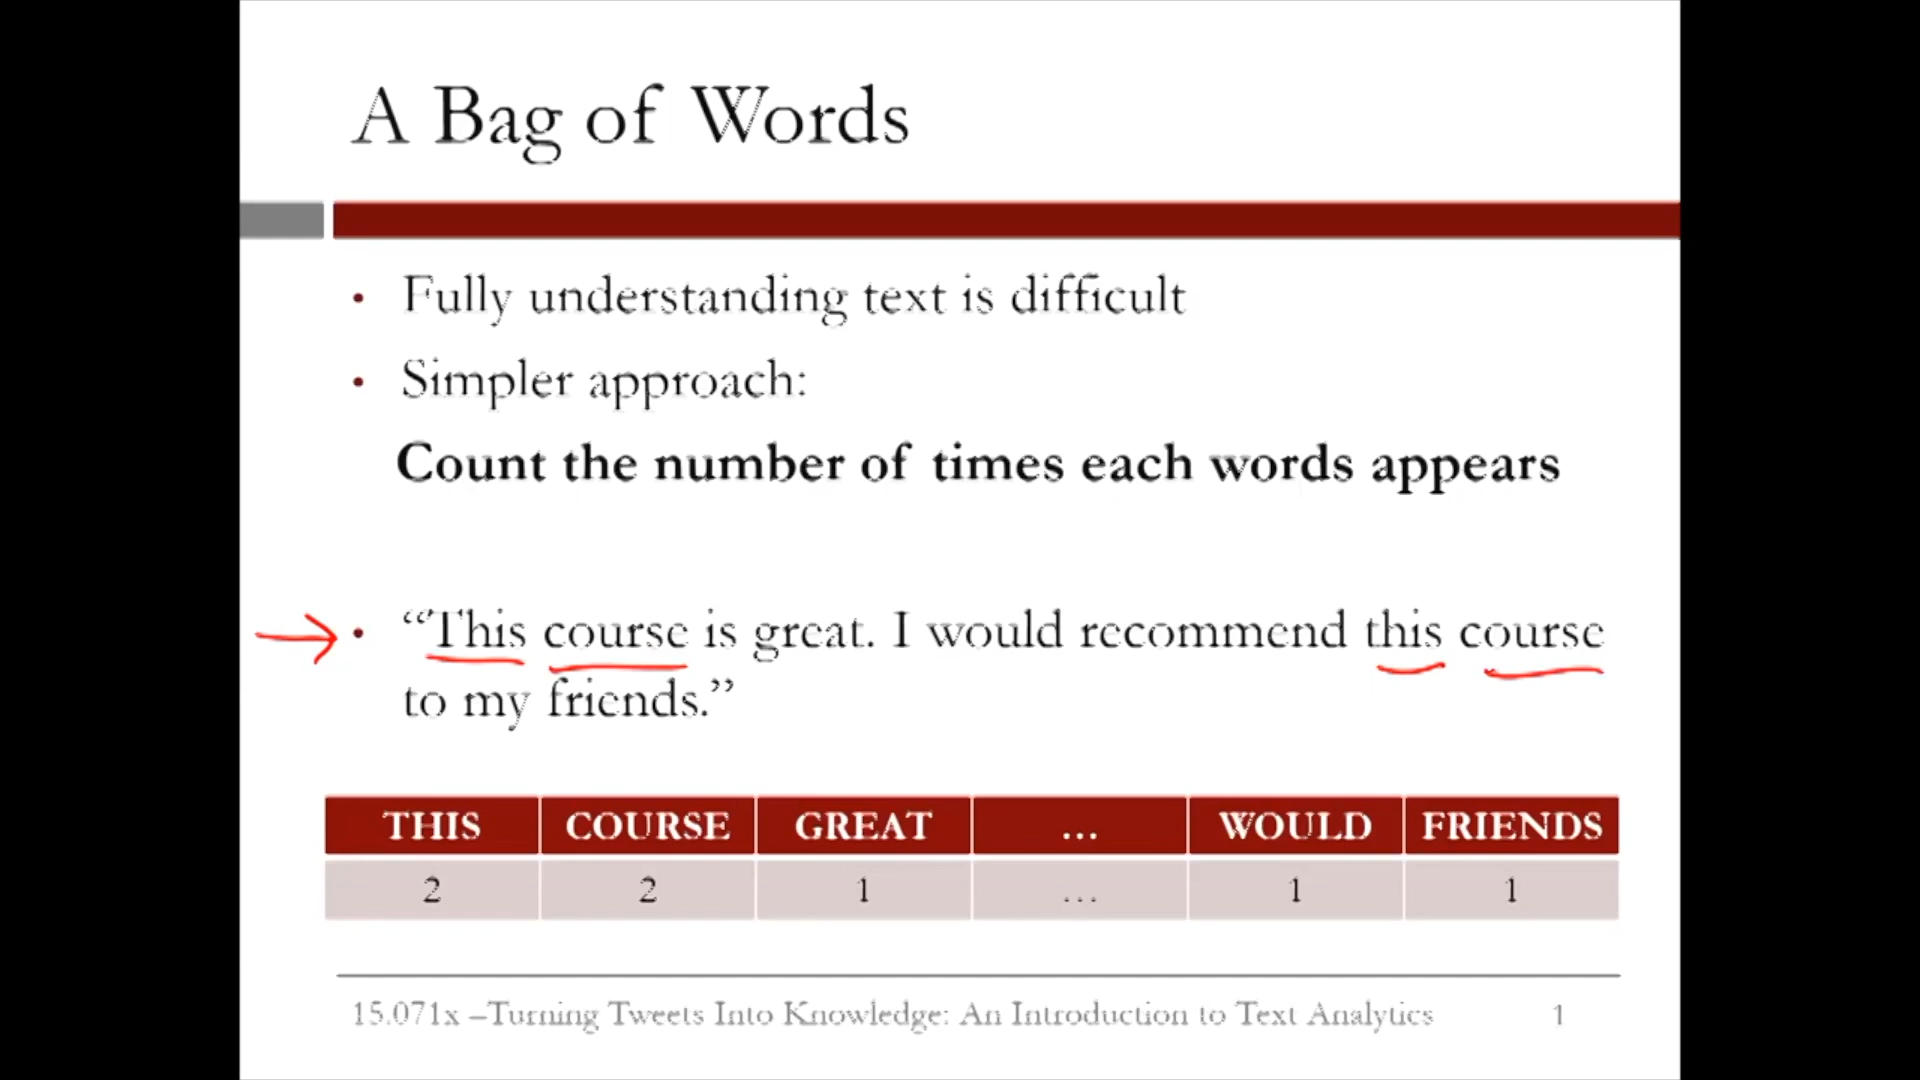 A Bag of Words
• Fully understanding text is difficult
• Simpler approach:
Count the number of times each words appears
• “This course is great. I would recommend this course
to my friends.”
THIS COURSE GREAT … WOULD FRIENDS
2 2 1 … 1 1
15.071x –Turning Tweets Into Knowledge: An Introduction to Text Analytics 1